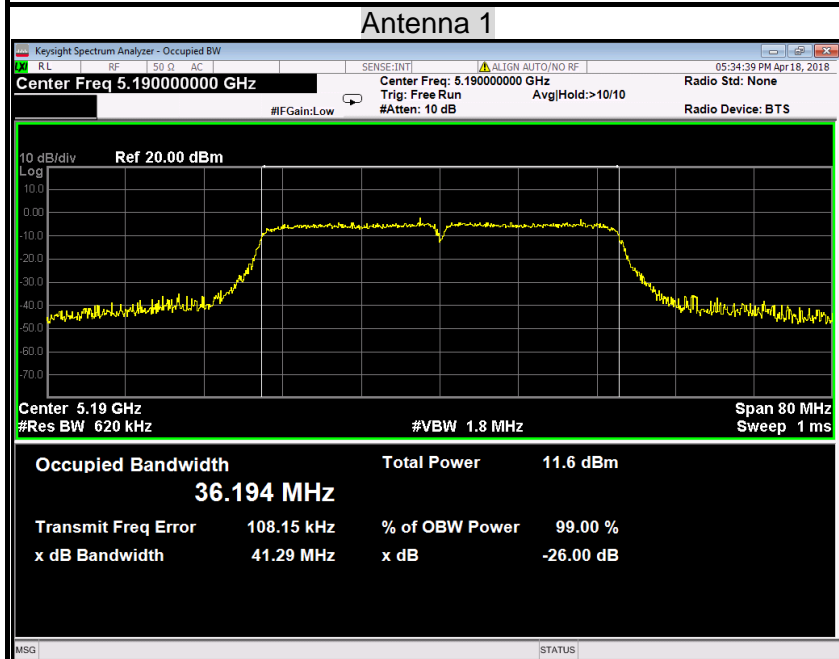 Antenna 1
Keysight Spectrum Analyzer - Occupied BW
LXI RL RF 50 Ω AC SENSE:INT ALIGN AUTO/NO RF 05:34:39 PM Apr 18, 2018
Center Freq 5.190000000 GHz Center Freq: 5.190000000 GHz Radio Std: None
Trig: Free Run Avg|Hold:>10/10
#IFGain:Low #Atten: 10 dB Radio Device: BTS
10 dB/div Ref 20.00 dBm
Log
10.0
0.00
-10.0
-20.0
-30.0
-40.0
-50.0
-60.0
-70.0
Center 5.19 GHz Span 80 MHz
#Res BW 620 kHz #VBW 1.8 MHz Sweep 1 ms
Occupied Bandwidth Total Power 11.6 dBm
36.194 MHz
Transmit Freq Error 108.15 kHz % of OBW Power 99.00 %
x dB Bandwidth 41.29 MHz x dB -26.00 dB
MSG STATUS